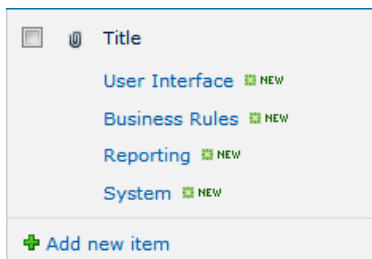 Title
User Interface NEW
Business Rules NEW
Reporting NEW
System NEW
Add new item